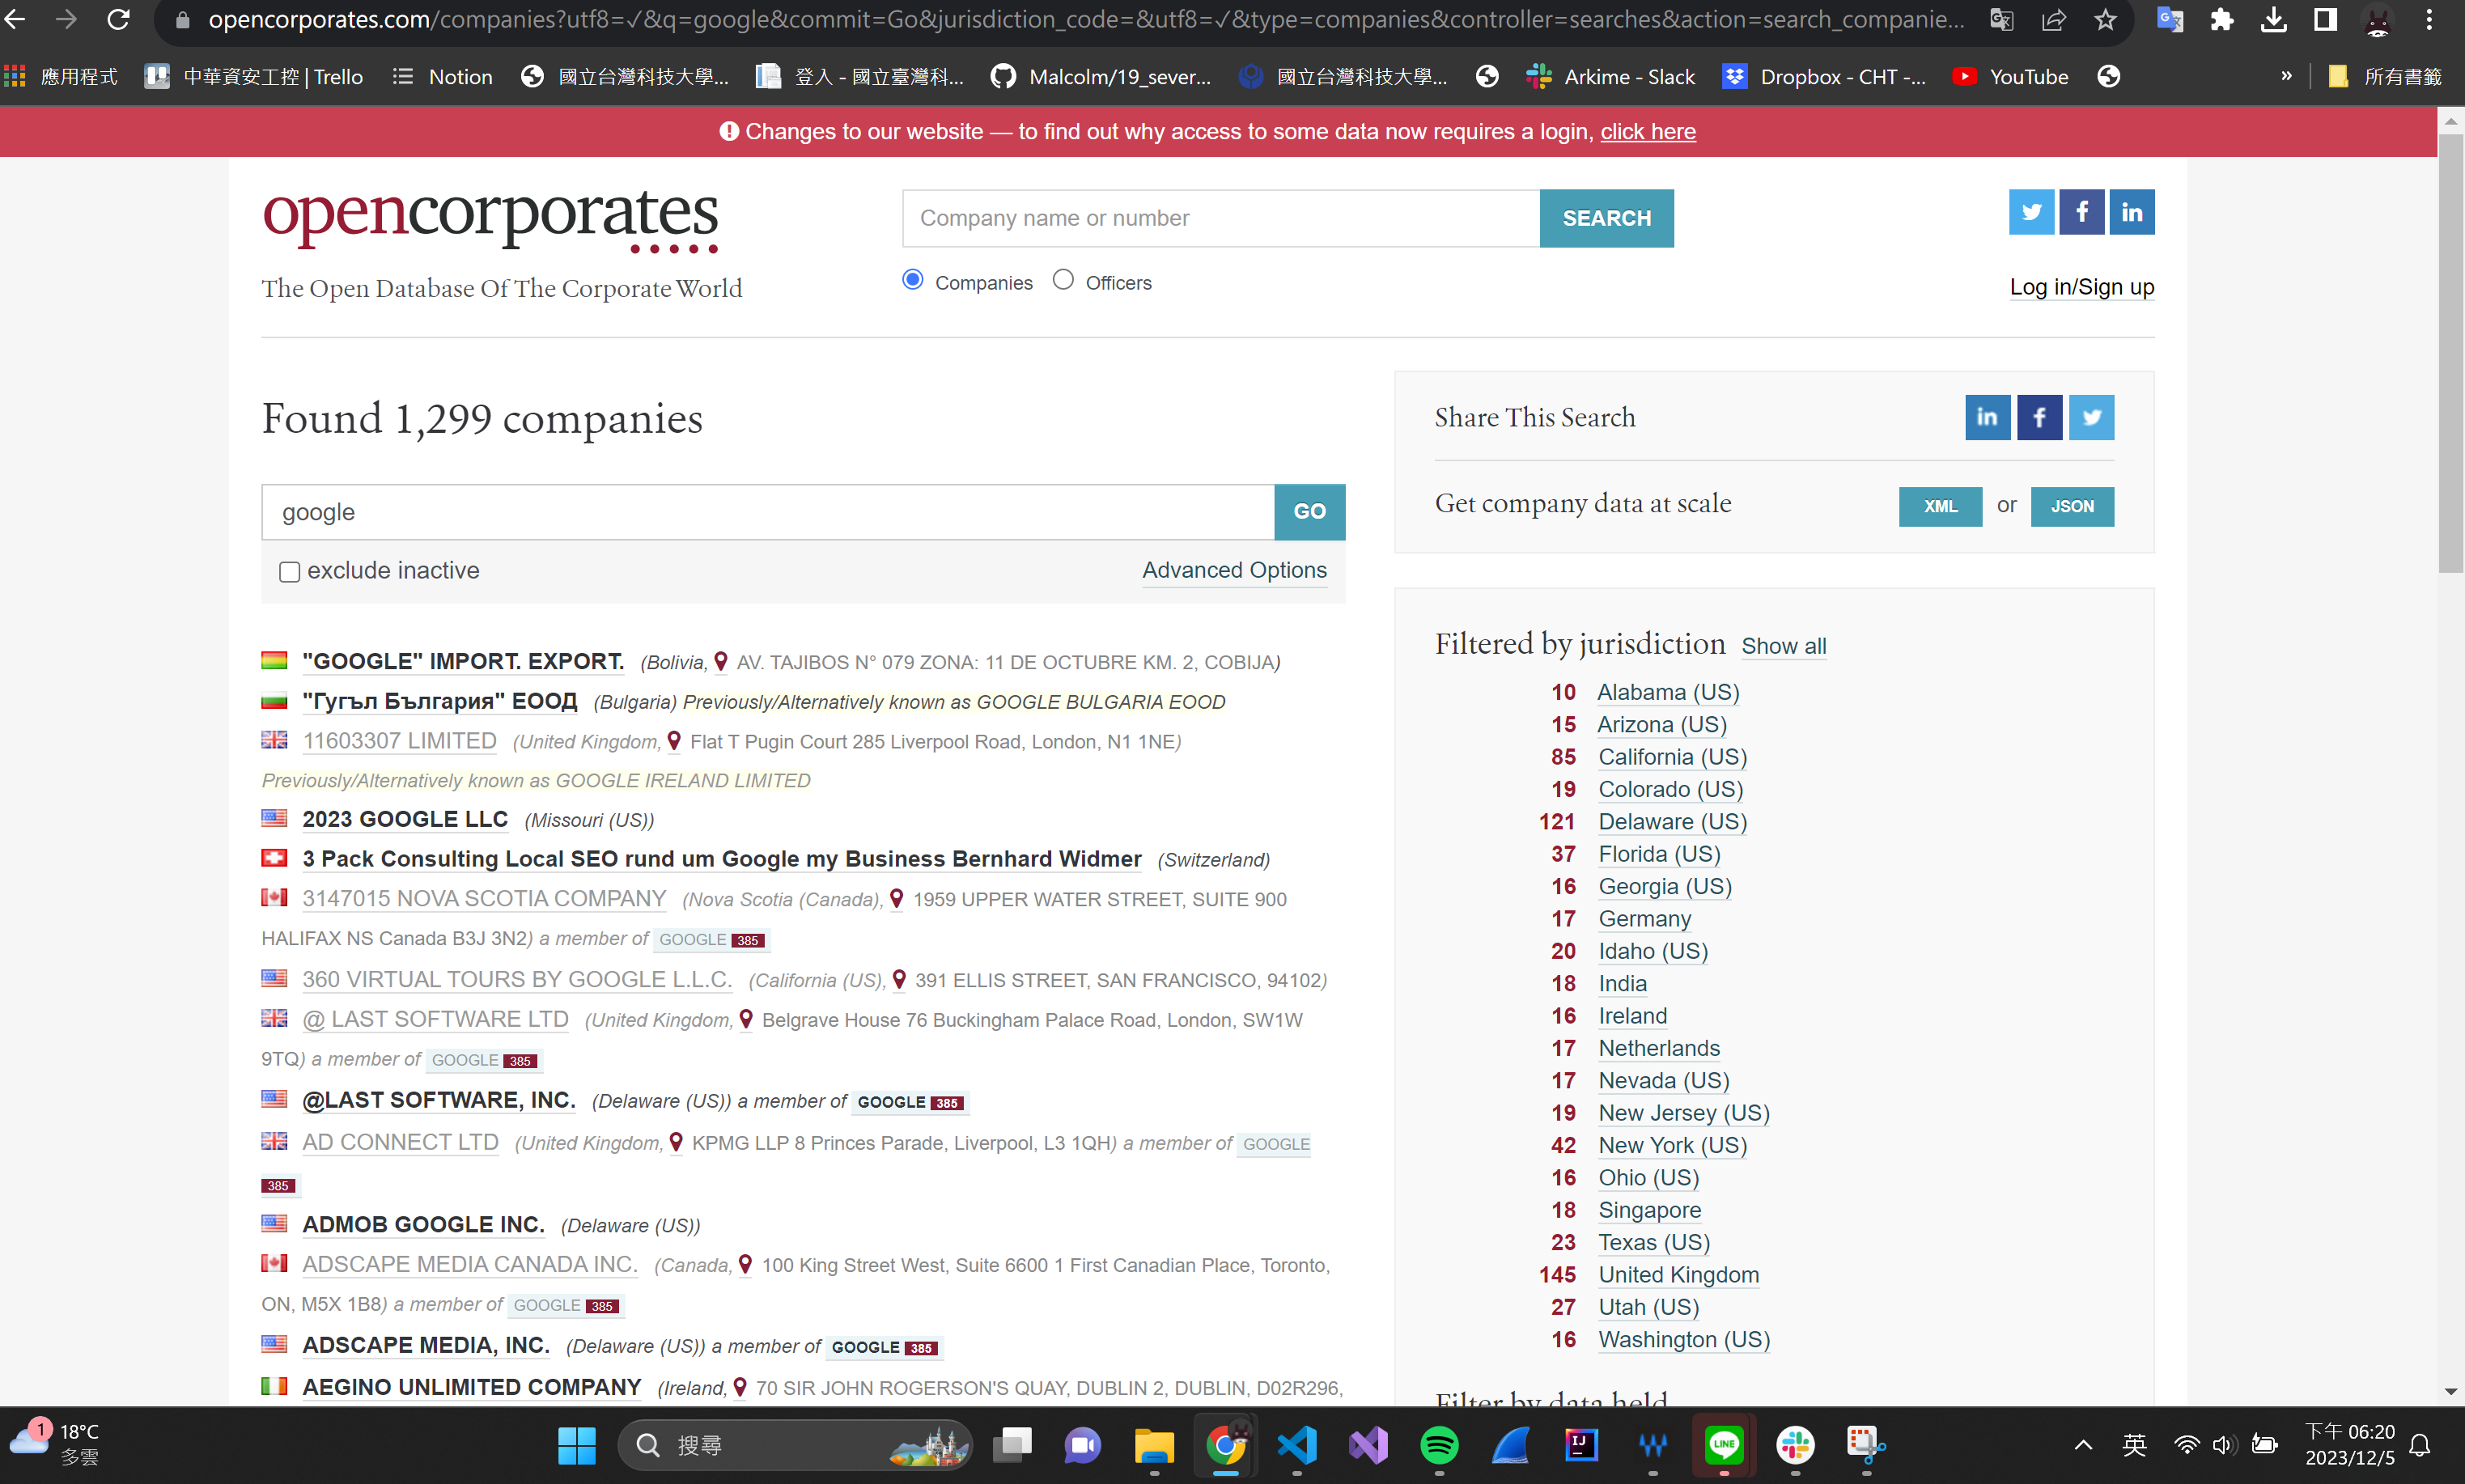 opencorporates.com/companies?utf8=✓&q=google&commit=Go&jurisdiction_code=&utf8=✓&type=companies&controller=searches&action=search_companie...
應用程式 中華資安工控 | Trello Notion 國立台灣科技大學... 登入 - 國立臺灣科... Malcolm/19_sever... 國立台灣科技大學... Arkime - Slack Dropbox - CHT -... YouTube » 所有書籤
Changes to our website — to find out why access to some data now requires a login, click here
opencorporates
The Open Database Of The Corporate World
Company name or number SEARCH
Companies Officers
Log in/Sign up
Found 1,299 companies
google GO
exclude inactive Advanced Options
"GOOGLE" IMPORT. EXPORT. (Bolivia, AV. TAJIBOS N° 079 ZONA: 11 DE OCTUBRE KM. 2, COBIJA)
"Гугъл България" ЕООД (Bulgaria) Previously/Alternatively known as GOOGLE BULGARIA EOOD
11603307 LIMITED (United Kingdom, Flat T Pugin Court 285 Liverpool Road, London, N1 1NE)
Previously/Alternatively known as GOOGLE IRELAND LIMITED
2023 GOOGLE LLC (Missouri (US))
3 Pack Consulting Local SEO rund um Google my Business Bernhard Widmer (Switzerland)
3147015 NOVA SCOTIA COMPANY (Nova Scotia (Canada), 1959 UPPER WATER STREET, SUITE 900
HALIFAX NS Canada B3J 3N2) a member of GOOGLE 385
360 VIRTUAL TOURS BY GOOGLE L.L.C. (California (US), 391 ELLIS STREET, SAN FRANCISCO, 94102)
@ LAST SOFTWARE LTD (United Kingdom, Belgrave House 76 Buckingham Palace Road, London, SW1W
9TQ) a member of GOOGLE 385
@LAST SOFTWARE, INC. (Delaware (US)) a member of GOOGLE 385
AD CONNECT LTD (United Kingdom, KPMG LLP 8 Princes Parade, Liverpool, L3 1QH) a member of GOOGLE
385
ADMOB GOOGLE INC. (Delaware (US))
ADSCAPE MEDIA CANADA INC. (Canada, 100 King Street West, Suite 6600 1 First Canadian Place, Toronto,
ON, M5X 1B8) a member of GOOGLE 385
ADSCAPE MEDIA, INC. (Delaware (US)) a member of GOOGLE 385
AEGINO UNLIMITED COMPANY (Ireland, 70 SIR JOHN ROGERSON'S QUAY, DUBLIN 2, DUBLIN, D02R296,
Share This Search
Get company data at scale XML or JSON
Filtered by jurisdiction Show all
10 Alabama (US)
15 Arizona (US)
85 California (US)
19 Colorado (US)
121 Delaware (US)
37 Florida (US)
16 Georgia (US)
17 Germany
20 Idaho (US)
18 India
16 Ireland
17 Netherlands
17 Nevada (US)
19 New Jersey (US)
42 New York (US)
16 Ohio (US)
18 Singapore
23 Texas (US)
145 United Kingdom
27 Utah (US)
16 Washington (US)
Filter by data held
1 18°C
多雲
搜尋
IJ
LINE
英
下午 06:20
2023/12/5